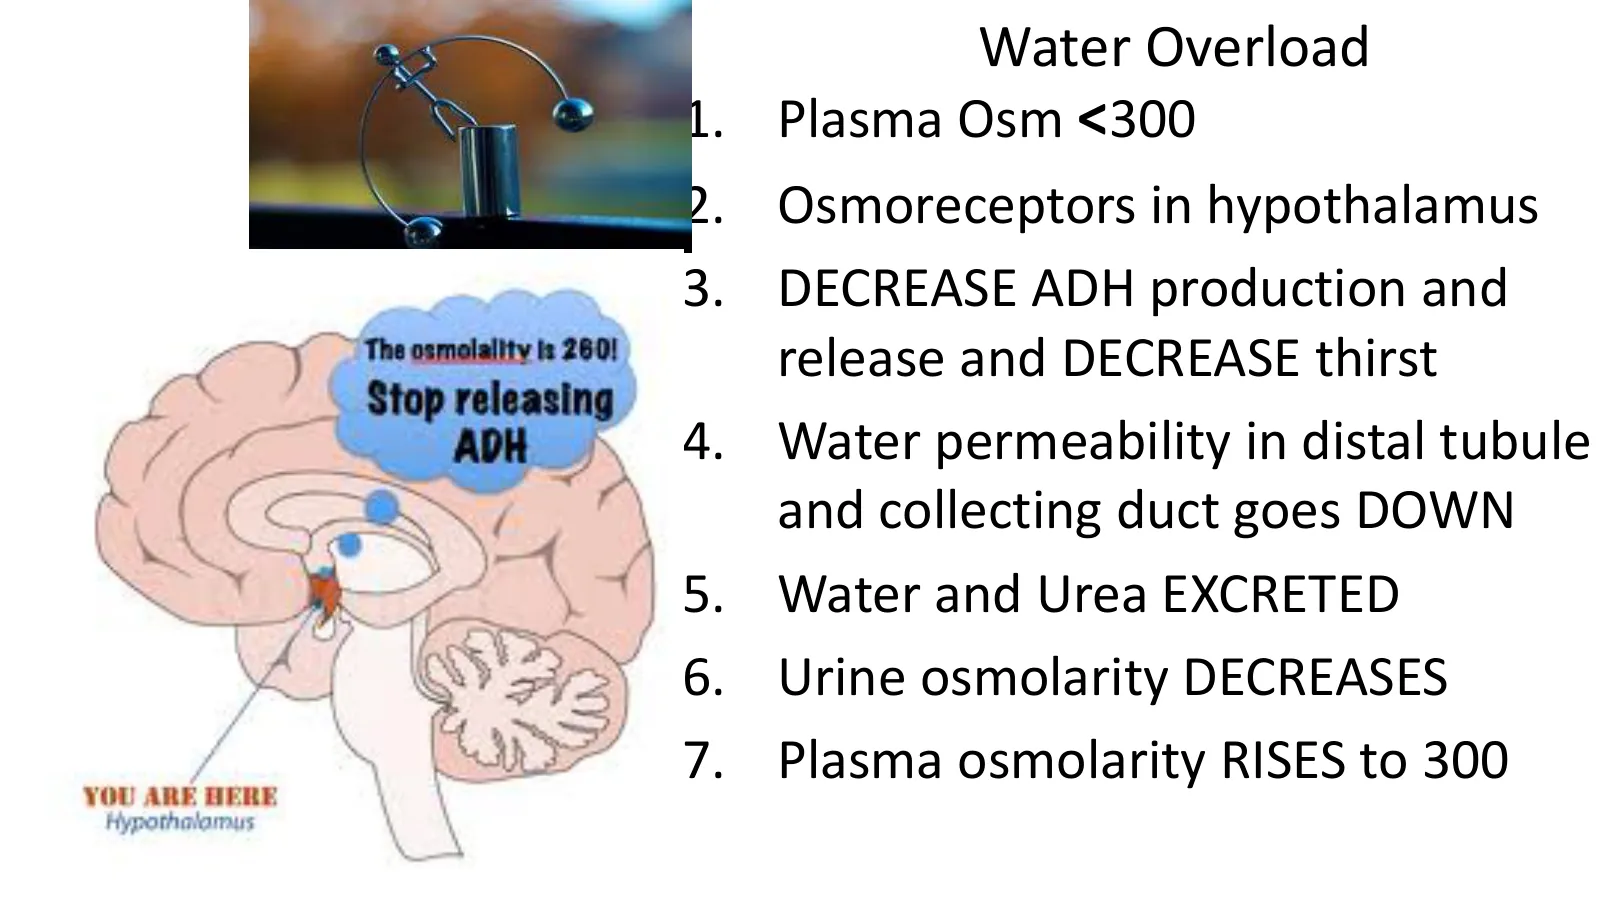 Water Overload
1. Plasma Osm <300
2. Osmoreceptors in hypothalamus
3. DECREASE ADH production and
release and DECREASE thirst
4. Water permeability in distal tubule
and collecting duct goes DOWN
5. Water and Urea EXCRETED
6. Urine osmolarity DECREASES
7. Plasma osmolarity RISES to 300
The osmolality is 260!
Stop releasing
ADH
YOU ARE HERE
Hypothalamus